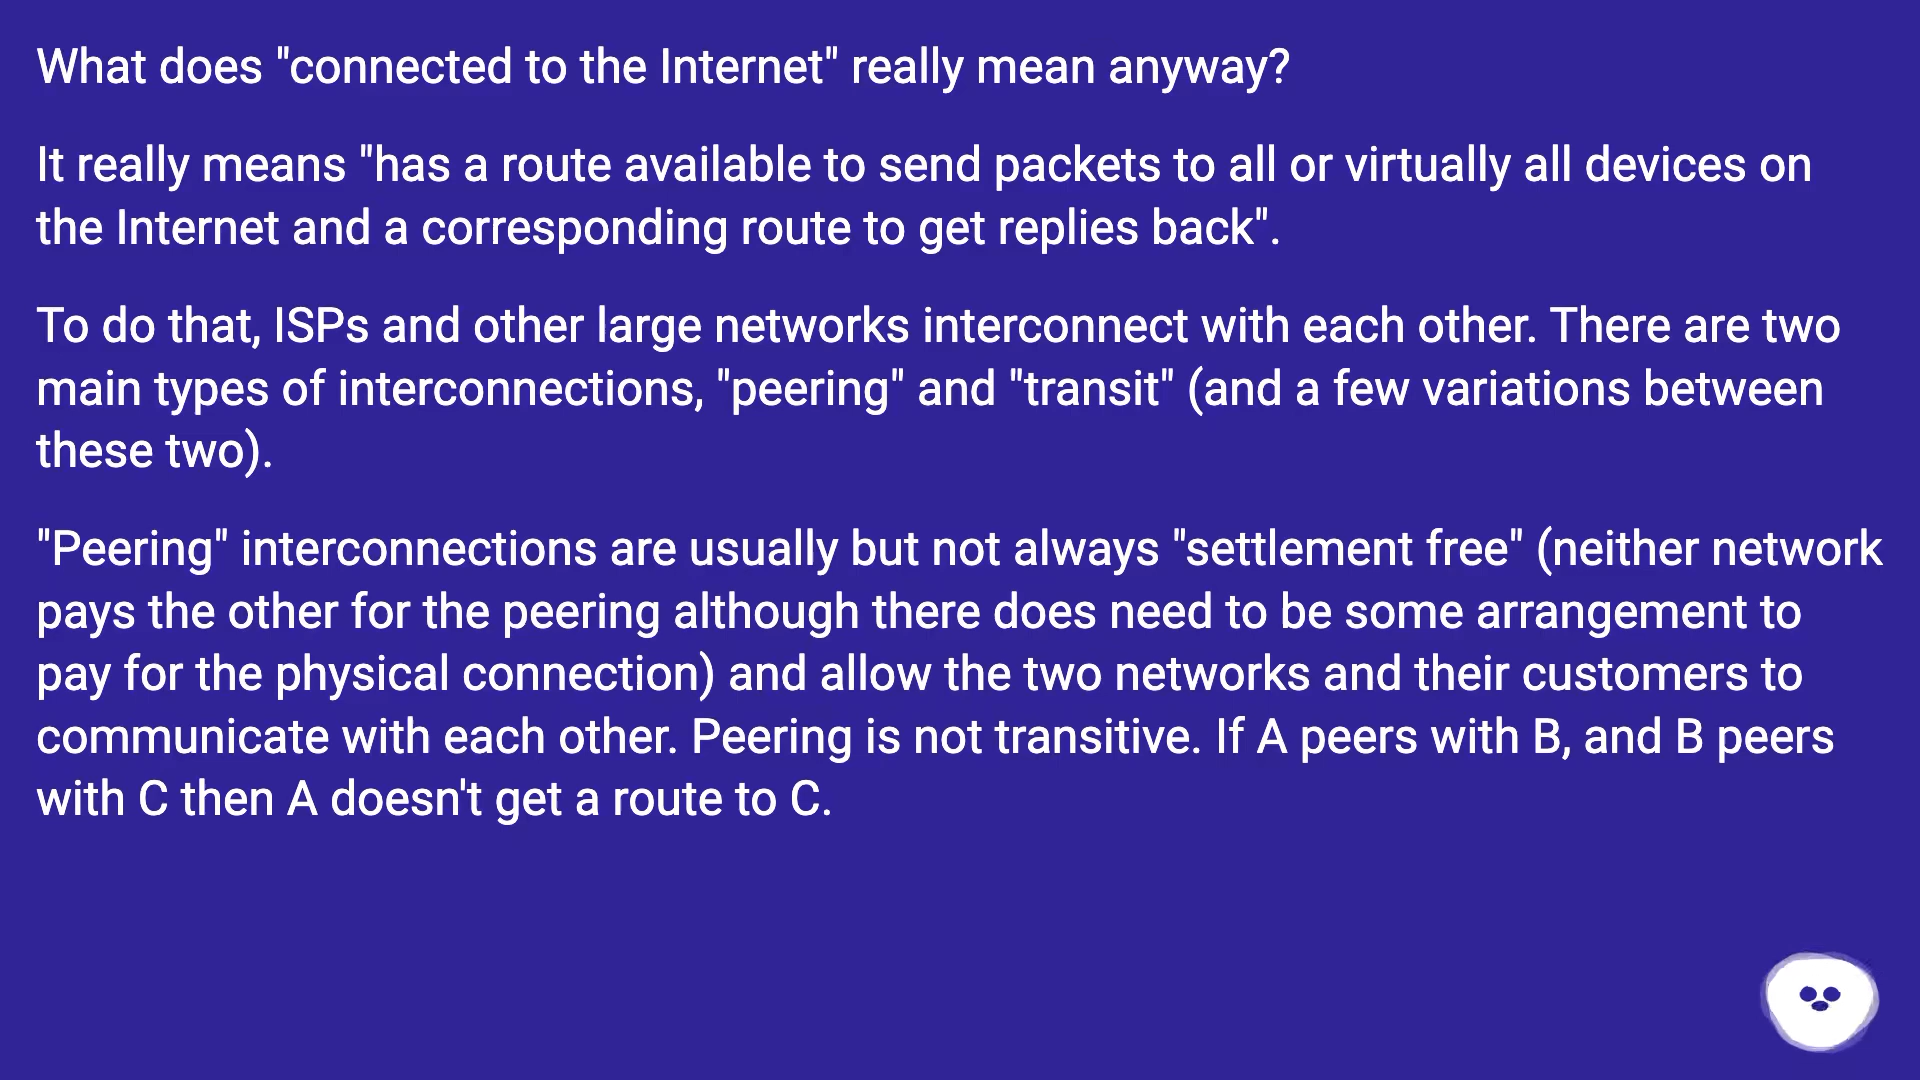 What does "connected to the Internet" really mean anyway?
It really means "has a route available to send packets to all or virtually all devices on
the Internet and a corresponding route to get replies back".
To do that, ISPs and other large networks interconnect with each other. There are two
main types of interconnections, "peering" and "transit" (and a few variations between
these two).
"Peering" interconnections are usually but not always "settlement free" (neither network
pays the other for the peering although there does need to be some arrangement to
pay for the physical connection) and allow the two networks and their customers to
communicate with each other. Peering is not transitive. If A peers with B, and B peers
with C then A doesn't get a route to C.